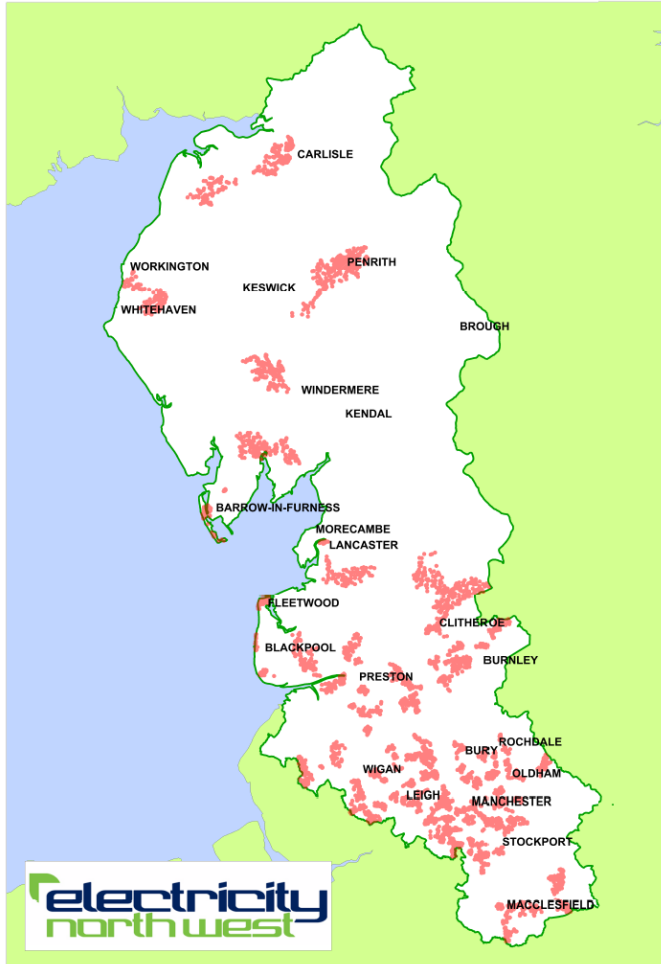 CARLISLE
WORKINGTON
PENRITH
KESWICK
WHITEHAVEN
BROUGH
WINDERMERE
KENDAL
BARROW-IN-FURNESS
MORECAMBE
LANCASTER
FLEETWOOD
CLITHEROE
BLACKPOOL
BURNLEY
PRESTON
ROCHDALE
BURY
WIGAN
OLDHAM
LEIGH
MANCHESTER
STOCKPORT
MACCLESFIELD
electricity
north west